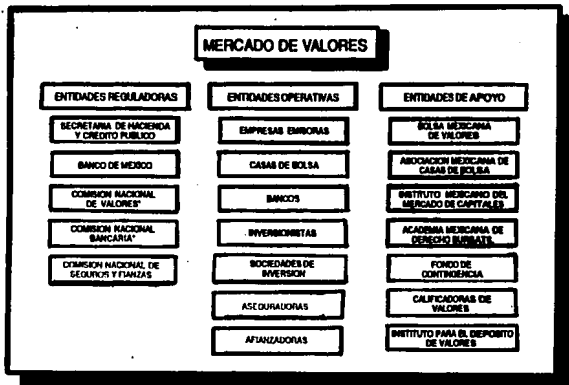 MERCADO DE VALORES
ENTIDADES REGULADORAS
SECRETARIA DE HACIENDA
Y CREDITO PUBLICO
BANCO DE MEXICO
COMISION NACIONAL
DE VALORES*
COMISION NACIONAL
BANCARIA*
COMISION NACIONAL DE
SEGUROS Y FIANZAS
ENTIDADES OPERATIVAS
EMPRESAS EMISORAS
CASAS DE BOLSA
BANCOS
INVERSIONISTAS
SOCIEDADES DE
INVERSION
ASEGURADORAS
AFIANZADORAS
ENTIDADES DE APOYO
BOLSA MEXICANA
DE VALORES
ASOCIACION MEXICANA DE
CASAS DE BOLSA
INSTITUTO MEXICANO DEL
MERCADO DE CAPITALES
ACADEMIA MEXICANA DE
DERECHO BURSATIL
FONDO DE
CONTINGENCIA
CALIFICADORAS DE
VALORES
INSTITUTO PARA EL DEPOSITO
DE VALORES